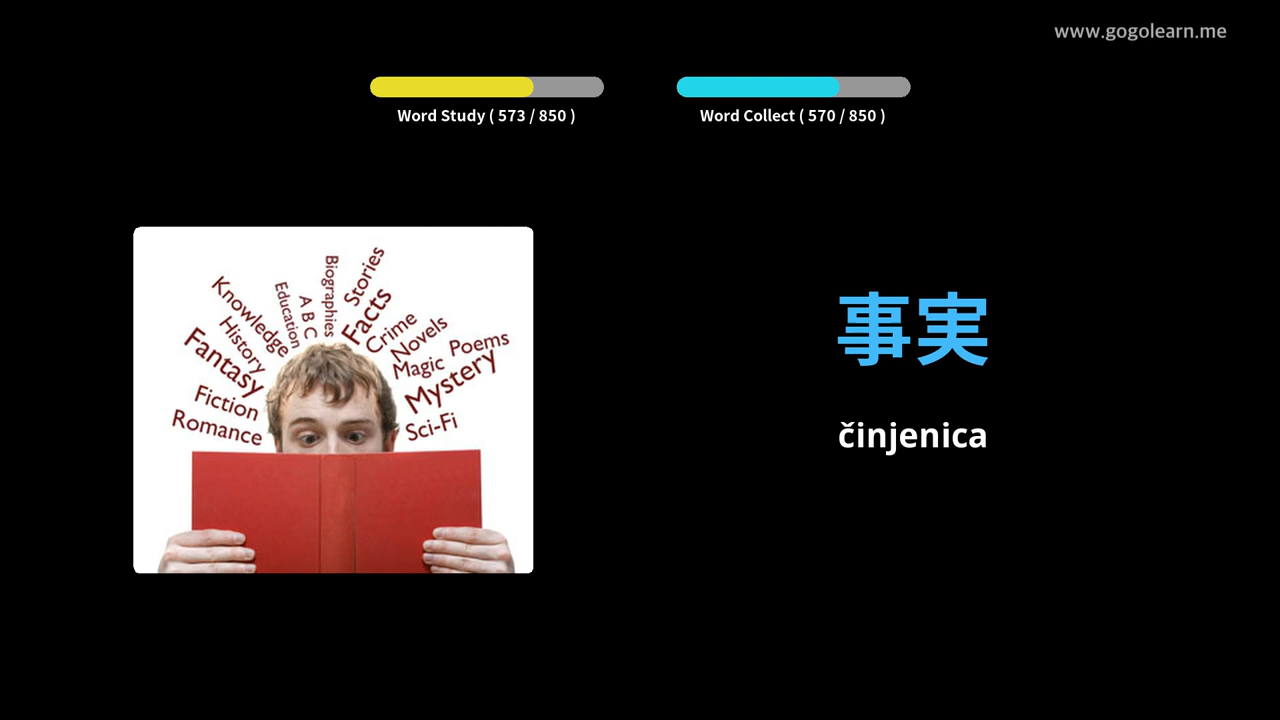 www.gogolearn.me
Word Study ( 573 / 850 )
Word Collect ( 570 / 850 )
Knowledge
History
Fantasy
Fiction
Romance
Education
A B C
Biographies
Stories
Facts
Crime
Novels
Magic
Poems
Mystery
Sci-Fi
事実
činjenica